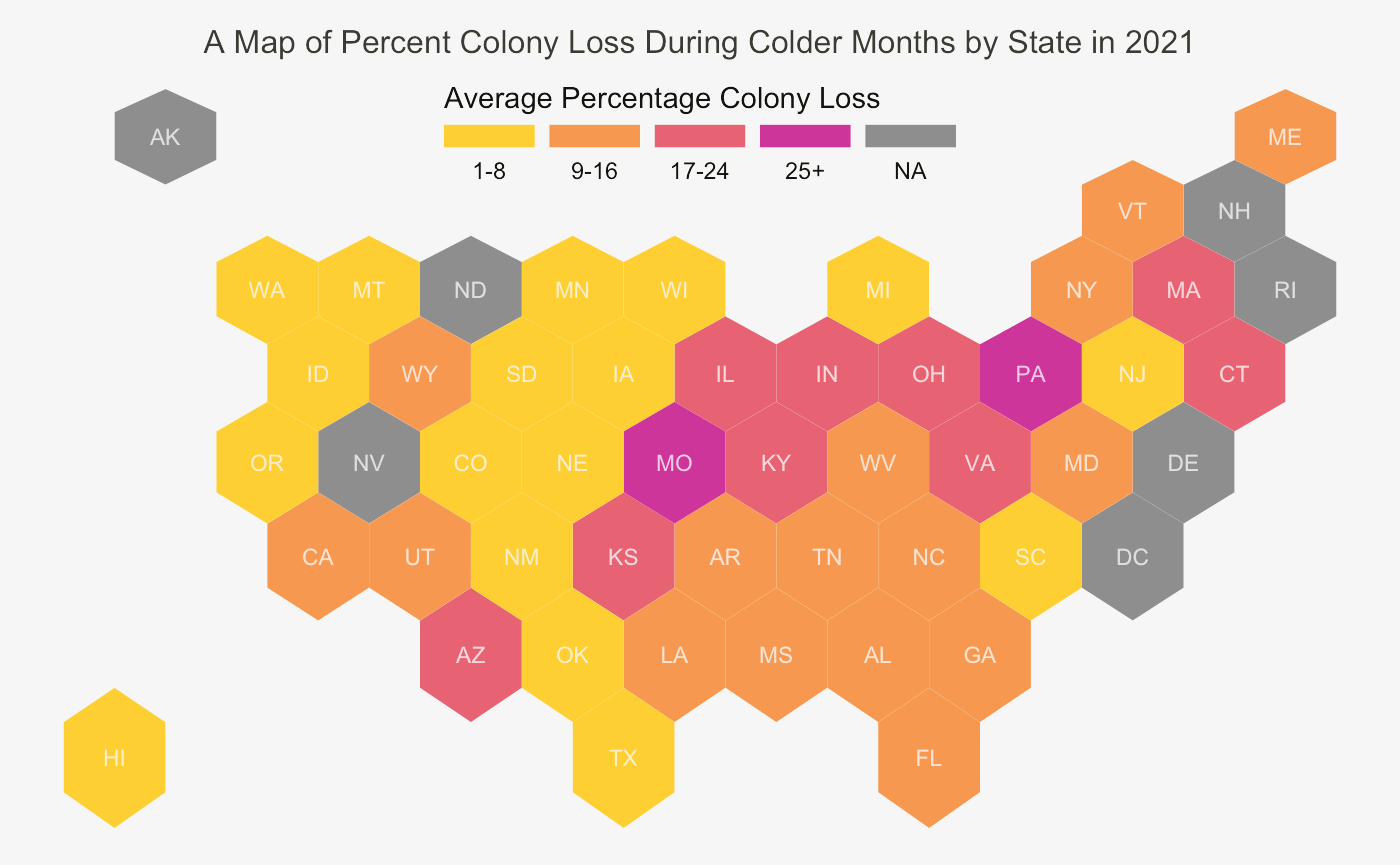 A Map of Percent Colony Loss During Colder Months by State in 2021
Average Percentage Colony Loss
1-8 9-16 17-24 25+ NA
AK ME
VT NH
WA MT ND MN WI MI NY MA RI
ID WY SD IA IL IN OH PA NJ CT
OR NV CO NE MO KY WV VA MD DE
CA UT NM KS AR TN NC SC DC
AZ OK LA MS AL GA
HI TX FL